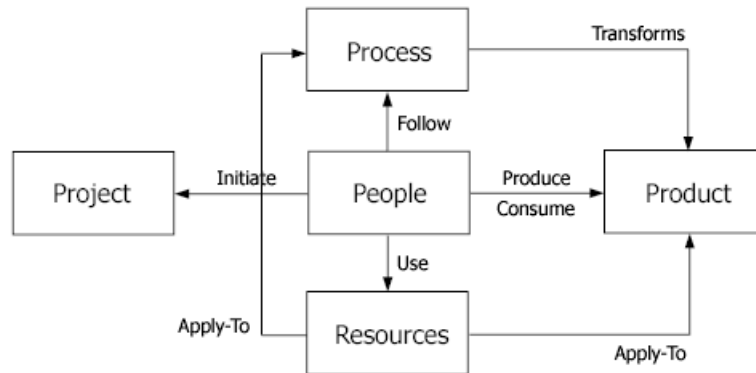 Process
Transforms
Follow
Project
Initiate
People
Produce
Consume
Product
Use
Apply-To
Resources
Apply-To